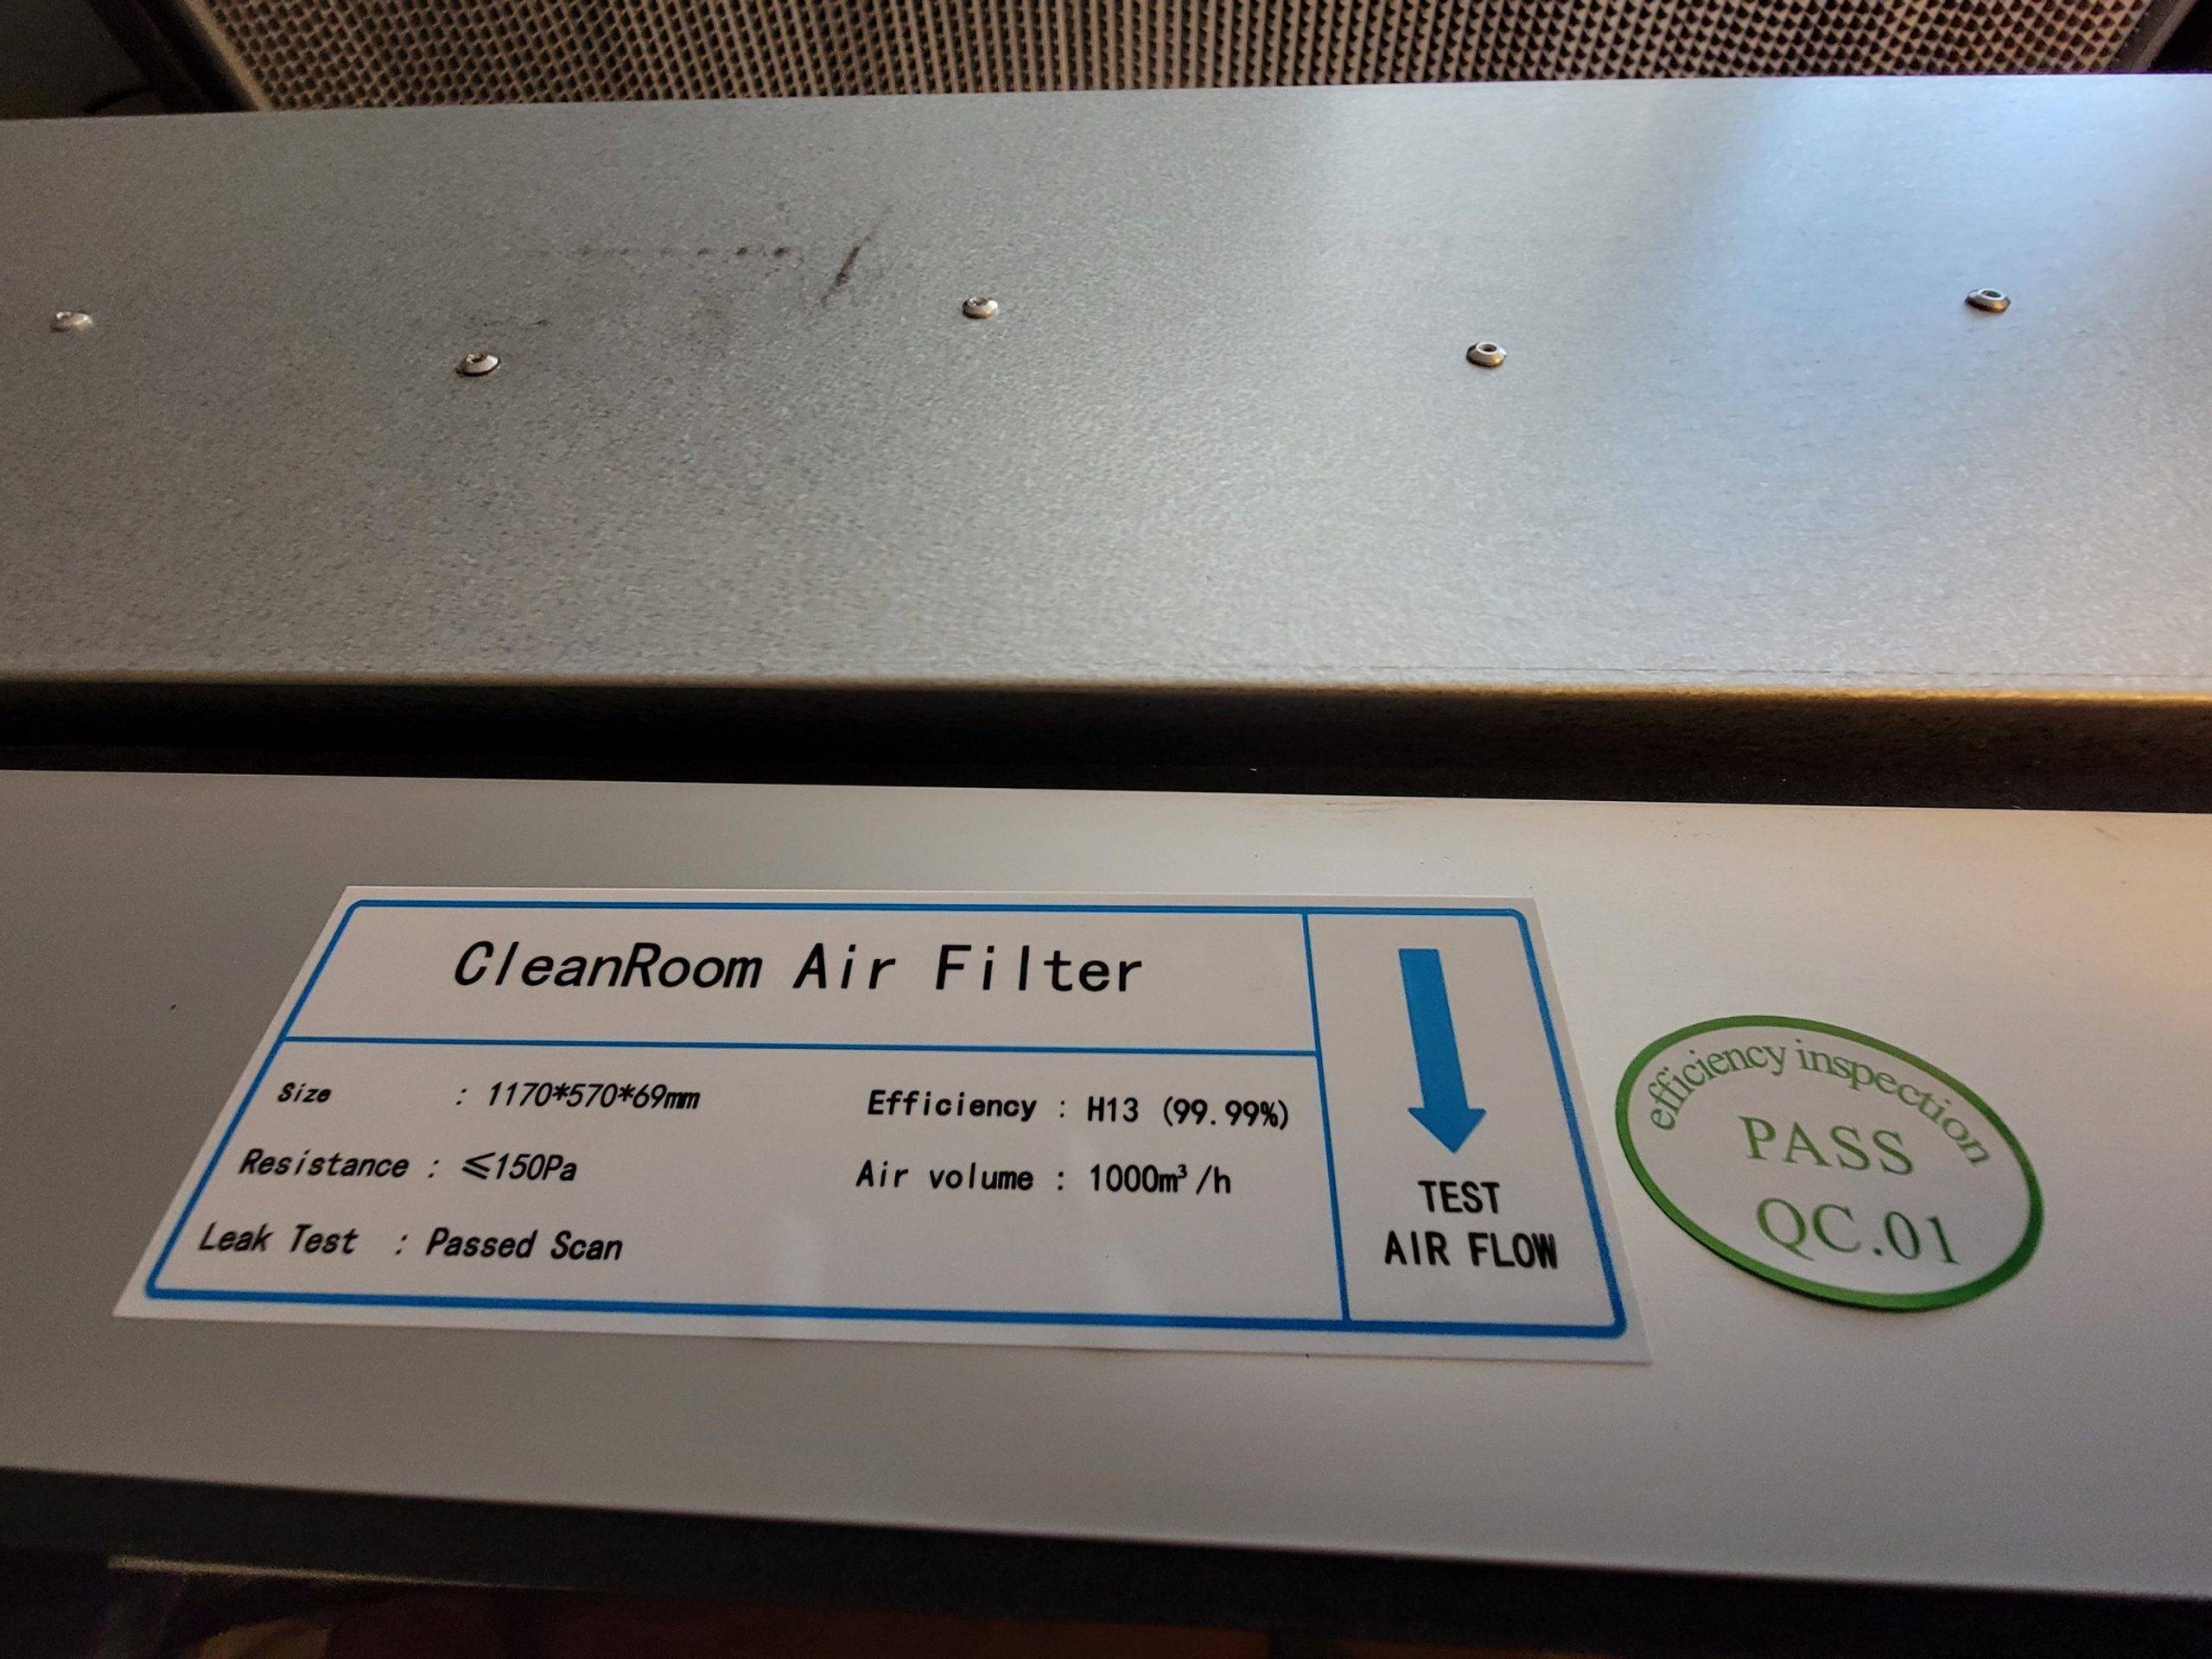 CleanRoom Air Filter
Size : 1170*570*69mm
Efficiency : H13 (99.99%)
Resistance : ≤150Pa
Air volume : 1000m³/h
Leak Test : Passed Scan
TEST
AIR FLOW
efficiency inspection
PASS
QC.01